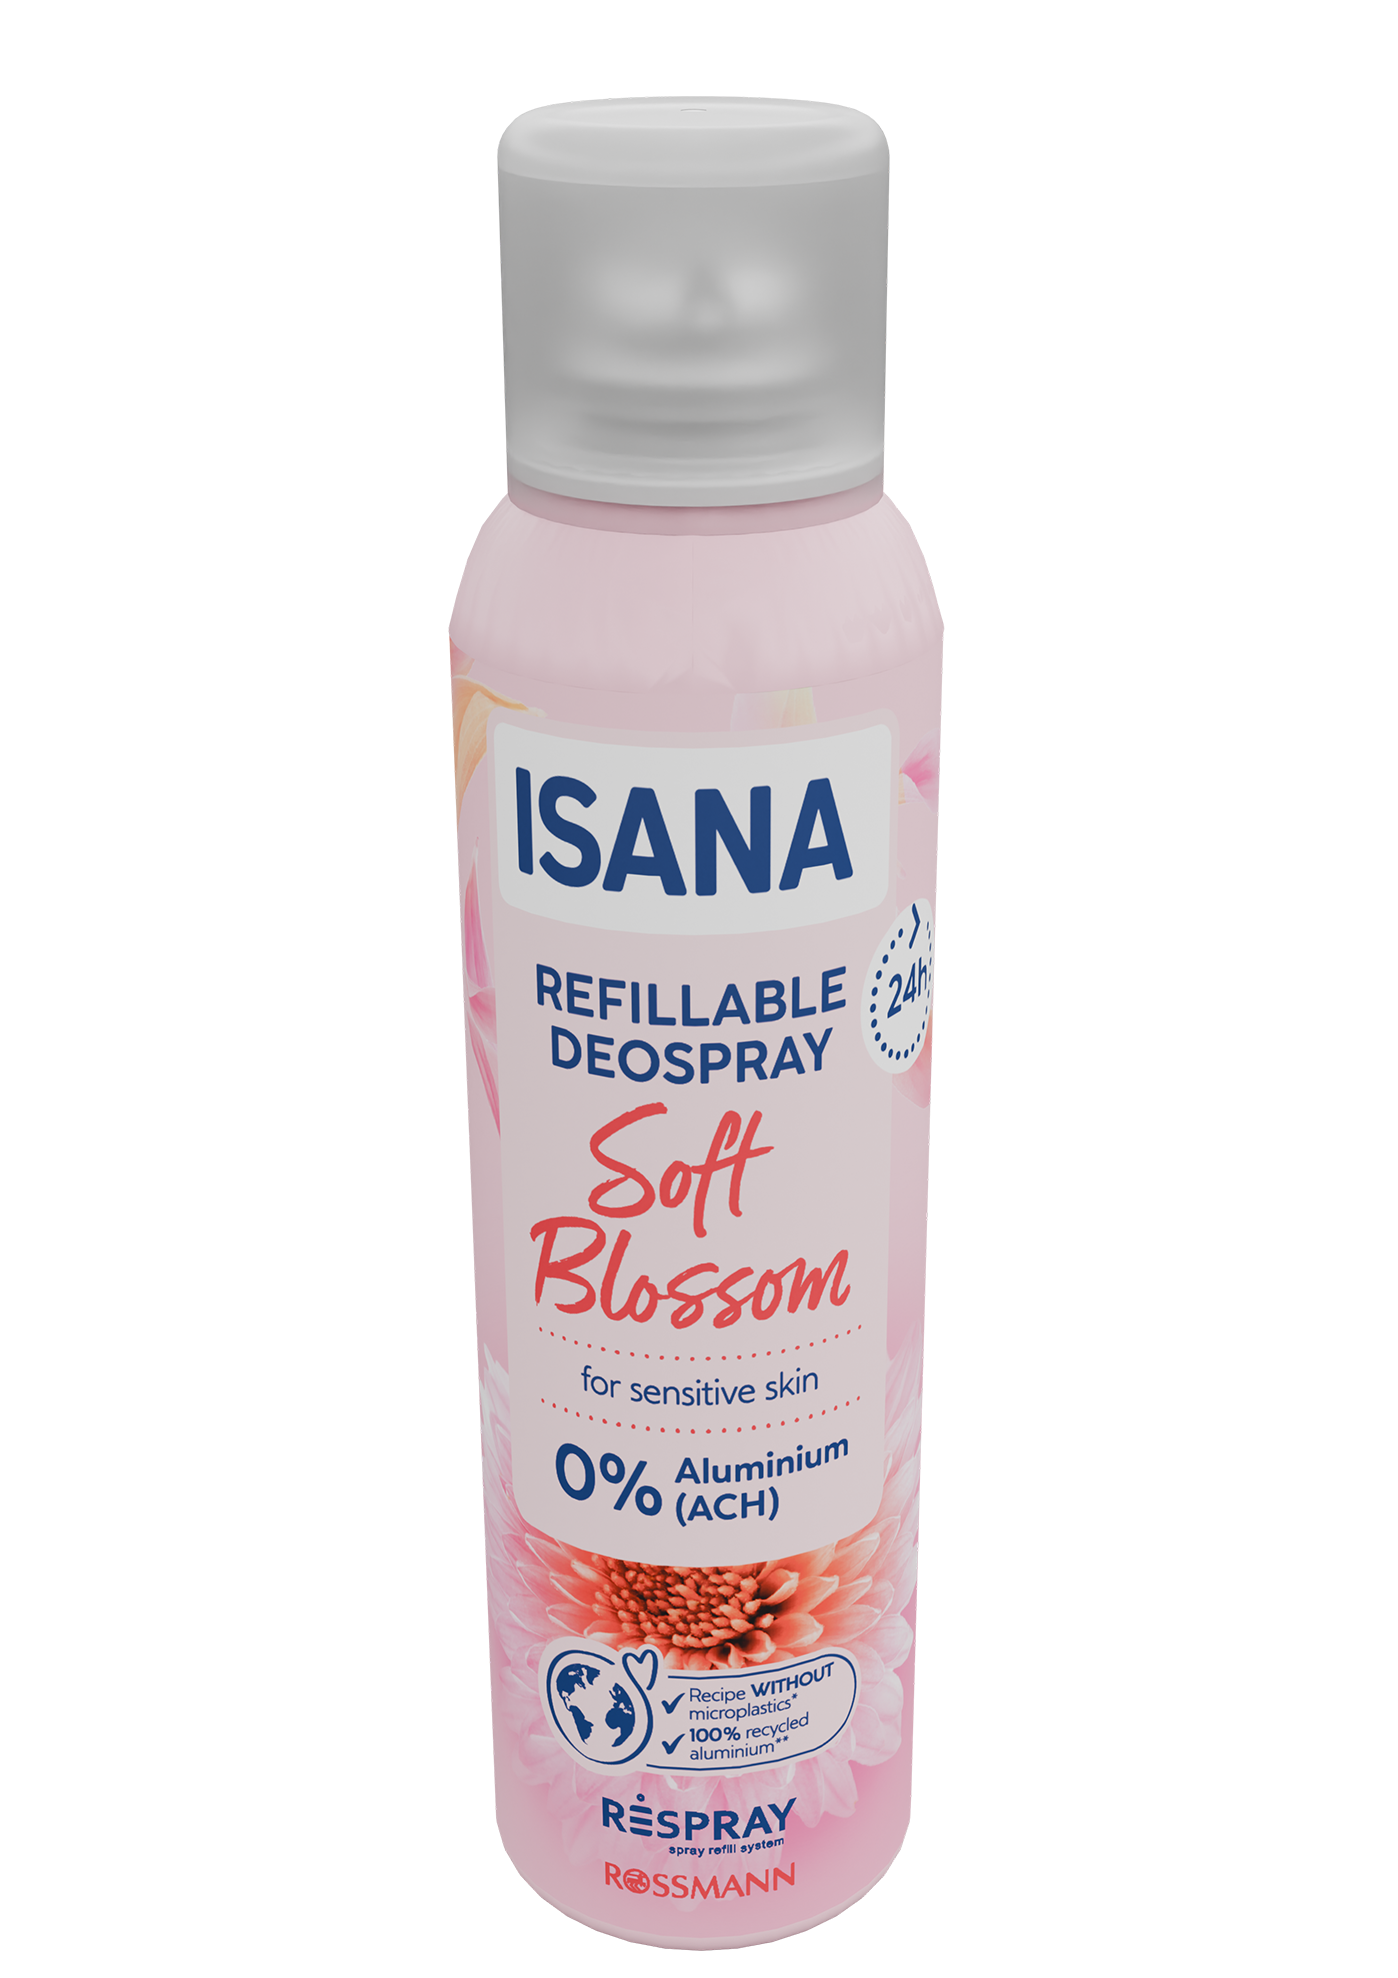 ISANA
REFILLABLE
DEOSPRAY
24h
Soft
Blossom
for sensitive skin
0% Aluminium
(ACH)
Recipe WITHOUT
microplastics*
100% recycled
aluminium**
RESPRAY
spray refill system
ROSSMANN